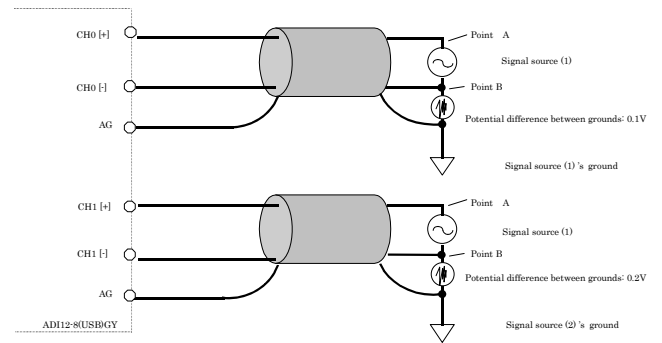 CH0 [+]
Point A
Signal source (1)
CH0 [-]
Point B
AG
Potential difference between grounds: 0.1V
Signal source (1) 's ground
CH1 [+]
Point A
Signal source (1)
CH1 [-]
Point B
AG
Potential difference between grounds: 0.2V
ADI12-8(USB)GY
Signal source (2) 's ground